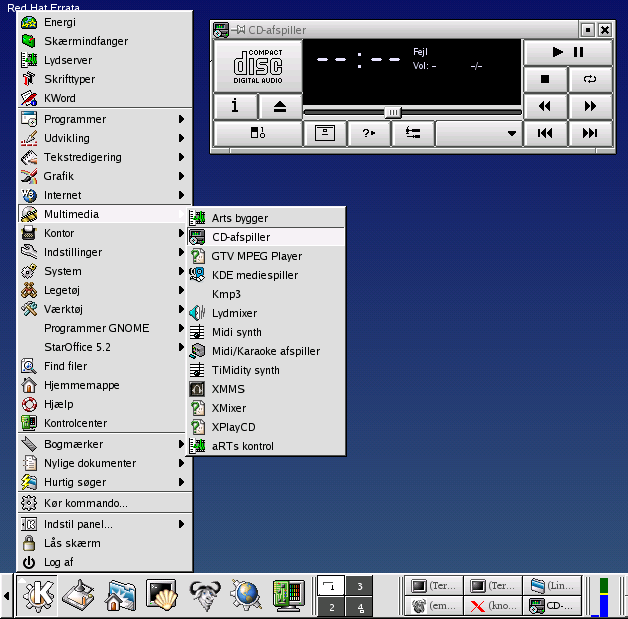 Red Hat Errata
Energi
Skærmindfanger
Lydserver
Skrifttyper
KWord
Programmer
Udvikling
Tekstredigering
Grafik
Internet
Multimedia
Kontor
Indstillinger
System
Legetøj
Værktøj
Programmer GNOME
StarOffice 5.2
Find filer
Hjemmemappe
Hjælp
Kontrolcenter
Bogmærker
Nylige dokumenter
Hurtig søger
Kør kommando...
Indstil panel...
Lås skærm
Log af
Arts bygger
CD-afspiller
GTV MPEG Player
KDE mediespiller
Kmp3
Lydmixer
Midi synth
Midi/Karaoke afspiller
TiMidity synth
XMMS
XMixer
XPlayCD
aRTs kontrol
CD-afspiller
COMPACT
disc
DIGITAL AUDIO
--:--
Fejl
Vol: -
-/-
i
?
1 3
2 4
(Ter... (Ter... (Lin...
(em... (kno... CD-...